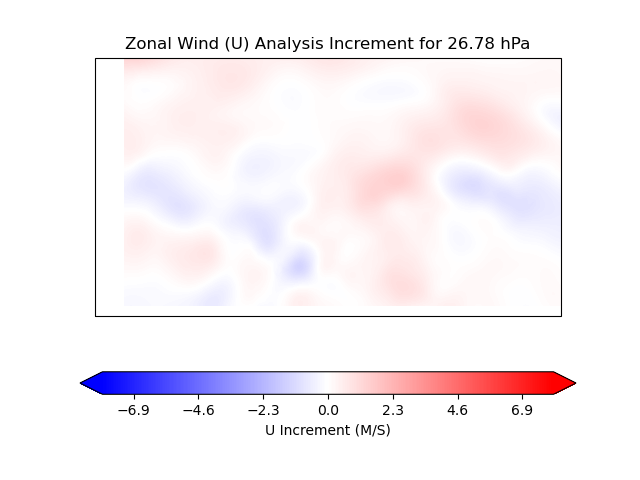 Zonal Wind (U) Analysis Increment for 26.78 hPa
−6.9 −4.6 −2.3 0.0 2.3 4.6 6.9
U Increment (M/S)